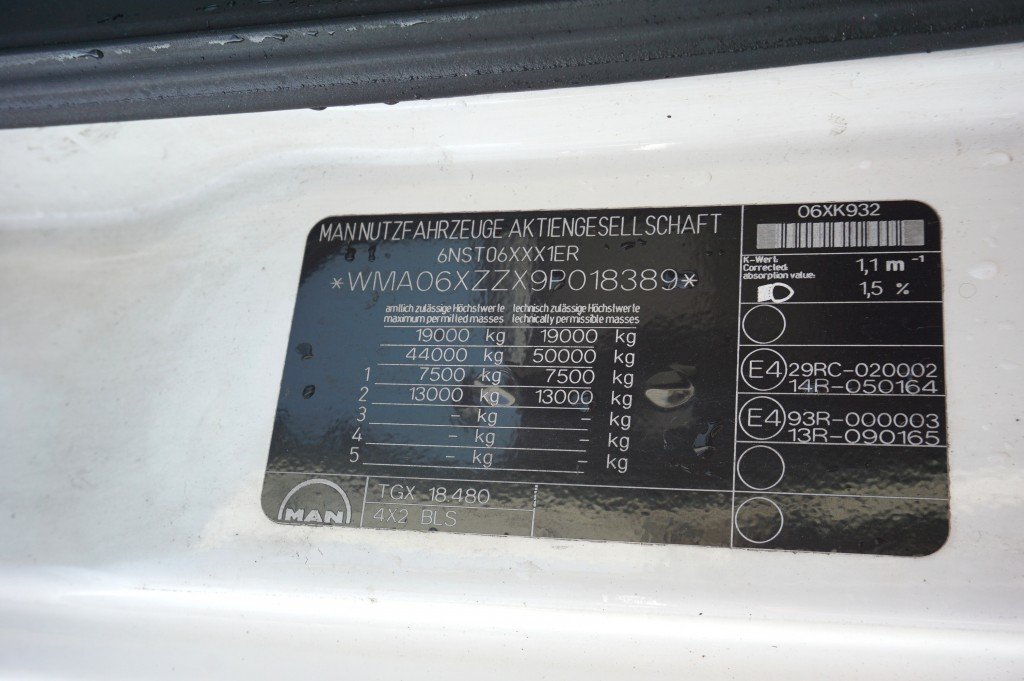 MAN NUTZFAHRZEUGE AKTIENGESELLSCHAFT
6NST06XXX1ER
*WMA06XZZX9P018389*
amtlich zulässige Höchstwerte technisch zulässige Höchstwerte
maximum permitted masses technically permissible masses
19000 kg 19000 kg
44000 kg 50000 kg
1 7500 kg 7500 kg
2 13000 kg 13000 kg
3 - kg - kg
4 - kg - kg
5 - kg - kg
MAN
TGX 18.480
4X2 BLS
06XK932
K-Wert:
Corrected
absorption value:
1,1 m⁻¹
1,5 %
E4 29RC-020002
14R-050164
E4 93R-000003
13R-090165